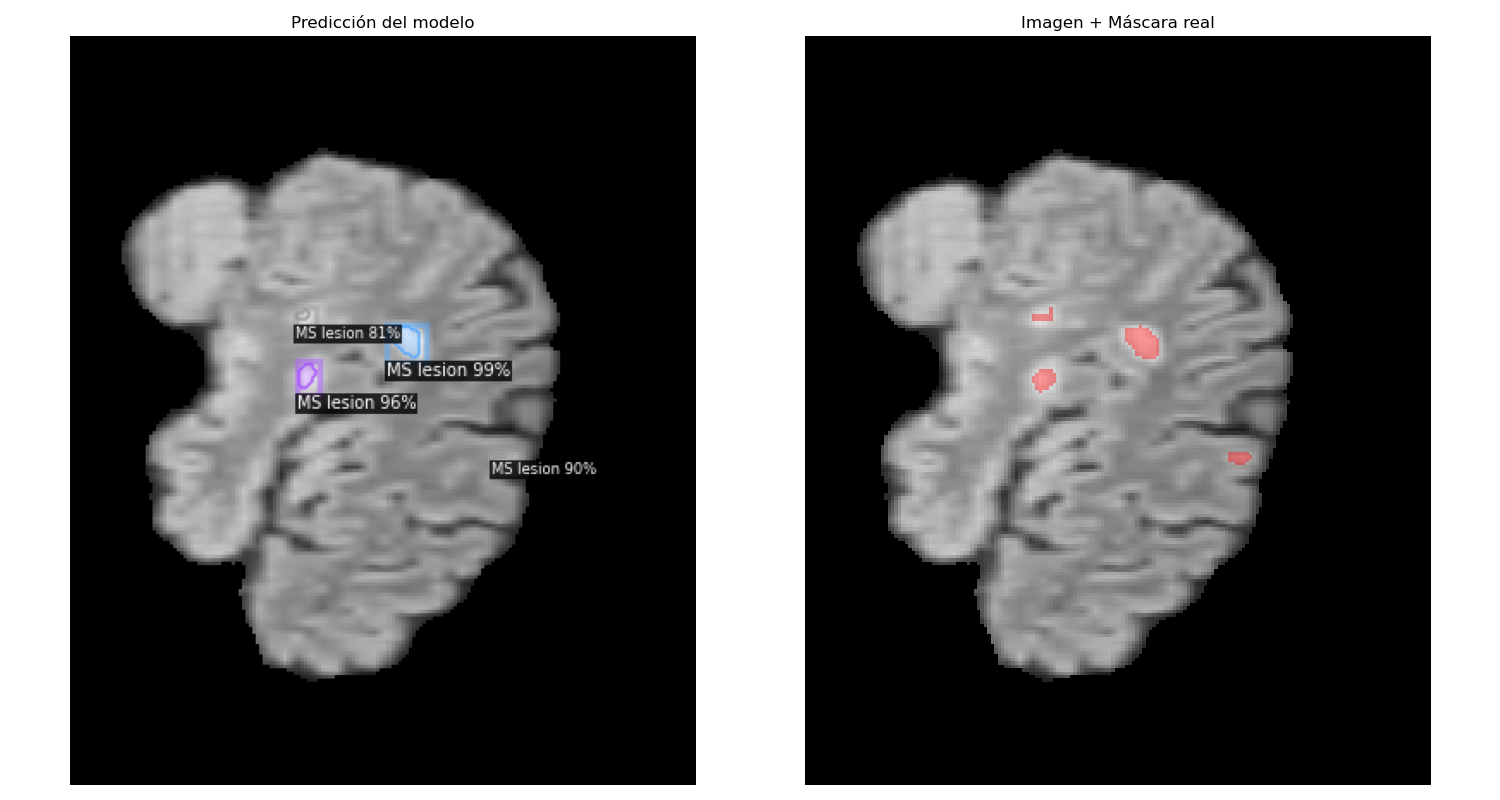 Predicción del modelo
Imagen + Máscara real
MS lesion 81%
MS lesion 99%
MS lesion 96%
MS lesion 90%